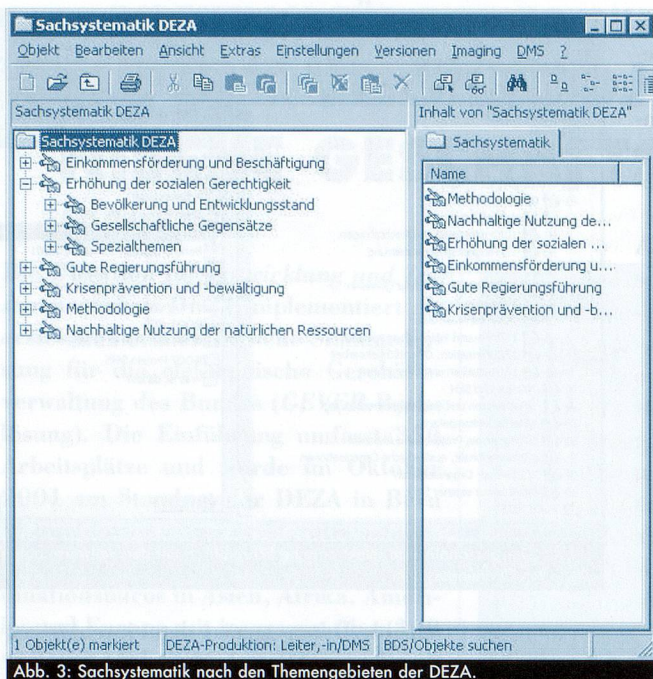 Sachsystematik DEZA
Objekt Bearbeiten Ansicht Extras Einstellungen Versionen Imaging DMS ?
Sachsystematik DEZA
Sachsystematik DEZA
Einkommensförderung und Beschäftigung
Erhöhung der sozialen Gerechtigkeit
Bevölkerung und Entwicklungsstand
Gesellschaftliche Gegensätze
Spezialthemen
Gute Regierungsführung
Krisenprävention und -bewältigung
Methodologie
Nachhaltige Nutzung der natürlichen Ressourcen
Inhalt von "Sachsystematik DEZA"
Sachsystematik
Name
Methodologie
Nachhaltige Nutzung de...
Erhöhung der sozialen ...
Einkommensförderung u...
Gute Regierungsführung
Krisenprävention und -b...
1 Objekt(e) markiert DEZA-Produktion: Leiter,-in/DMS BDS/Objekte suchen
Abb. 3: Sachsystematik nach den Themengebieten der DEZA.